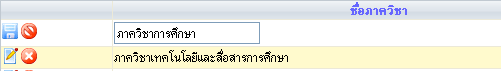 ชื่อภาควิชา
ภาควิชาการศึกษา
ภาควิชาเทคโนโลยีและสื่อสารการศึกษา